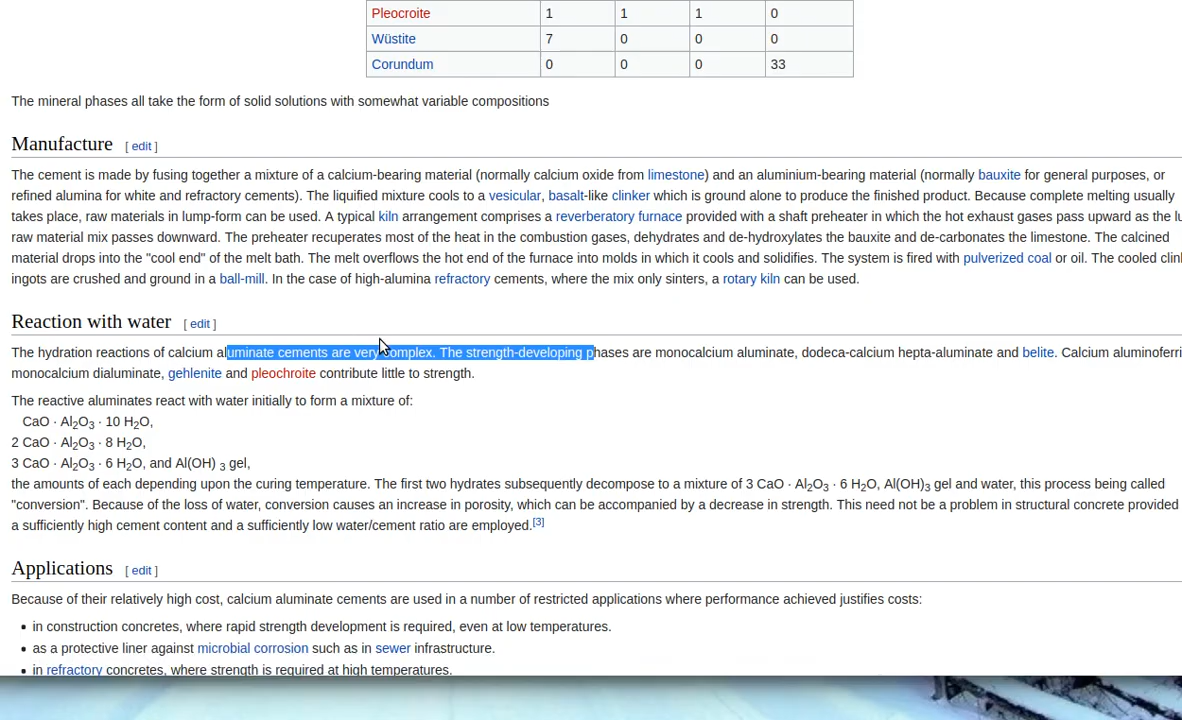 Pleocroite 1 1 1 0
Wüstite 7 0 0 0
Corundum 0 0 0 33
The mineral phases all take the form of solid solutions with somewhat variable compositions
Manufacture [ edit ]
The cement is made by fusing together a mixture of a calcium-bearing material (normally calcium oxide from limestone) and an aluminium-bearing material (normally bauxite for general purposes, or
refined alumina for white and refractory cements). The liquified mixture cools to a vesicular, basalt-like clinker which is ground alone to produce the finished product. Because complete melting usually
takes place, raw materials in lump-form can be used. A typical kiln arrangement comprises a reverberatory furnace provided with a shaft preheater in which the hot exhaust gases pass upward as the
raw material mix passes downward. The preheater recuperates most of the heat in the combustion gases, dehydrates and de-hydroxylates the bauxite and de-carbonates the limestone. The calcined
material drops into the "cool end" of the melt bath. The melt overflows the hot end of the furnace into molds in which it cools and solidifies. The system is fired with pulverized coal or oil. The cooled
ingots are crushed and ground in a ball-mill. In the case of high-alumina refractory cements, where the mix only sinters, a rotary kiln can be used.
Reaction with water [ edit ]
The hydration reactions of calcium aluminate cements are very complex. The strength-developing phases are monocalcium aluminate, dodeca-calcium hepta-aluminate and belite. Calcium
monocalcium dialuminate, gehlenite and pleochroite contribute little to strength.
The reactive aluminates react with water initially to form a mixture of:
CaO · Al2O3 · 10 H2O,
2 CaO · Al2O3 · 8 H2O,
3 CaO · Al2O3 · 6 H2O, and Al(OH) 3 gel,
the amounts of each depending upon the curing temperature. The first two hydrates subsequently decompose to a mixture of 3 CaO · Al2O3 · 6 H2O, Al(OH)3 gel and water, this process being called
"conversion". Because of the loss of water, conversion causes an increase in porosity, which can be accompanied by a decrease in strength. This need not be a problem in structural concrete provided
a sufficiently high cement content and a sufficiently low water/cement ratio are employed.[3]
Applications [ edit ]
Because of their relatively high cost, calcium aluminate cements are used in a number of restricted applications where performance achieved justifies costs:
• in construction concretes, where rapid strength development is required, even at low temperatures.
• as a protective liner against microbial corrosion such as in sewer infrastructure.
• in refractory concretes, where strength is required at high temperatures.